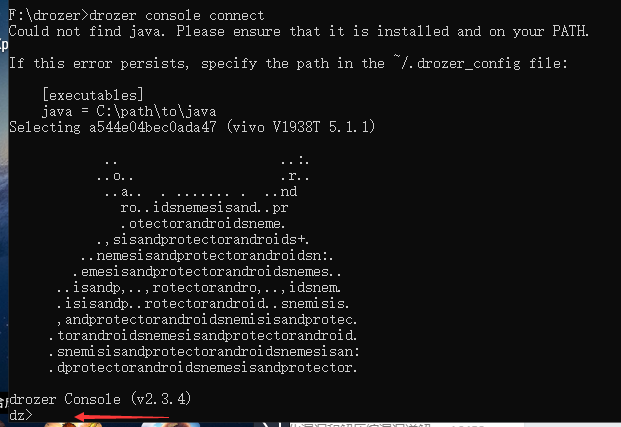 F:\drozer>drozer console connect
Could not find java. Please ensure that it is installed and on your PATH.
If this error persists, specify the path in the ~/.drozer_config file:
[executables]
java = C:\path\to\java
Selecting a544e04bec0ada47 (vivo V1938T 5.1.1)
.. ..:.
..o.. .r..
..a.. . ....... . ..nd
ro..idsnemesisand..pr
.otectorandroidsneme.
.,sisandprotectorandroids+.
..nemesisandprotectorandroidsn:.
.emesisandprotectorandroidsnemes..
..isandp,..,rotectorandro,..,idsnem.
.isisandp..rotectorandroid..snemisis.
,andprotectorandroidsnemisisandprotec.
.torandroidsnemesisandprotectorandroid.
.snemisisandprotectorandroidsnemesisan:
.dprotectorandroidsnemesisandprotector.
drozer Console (v2.3.4)
dz>